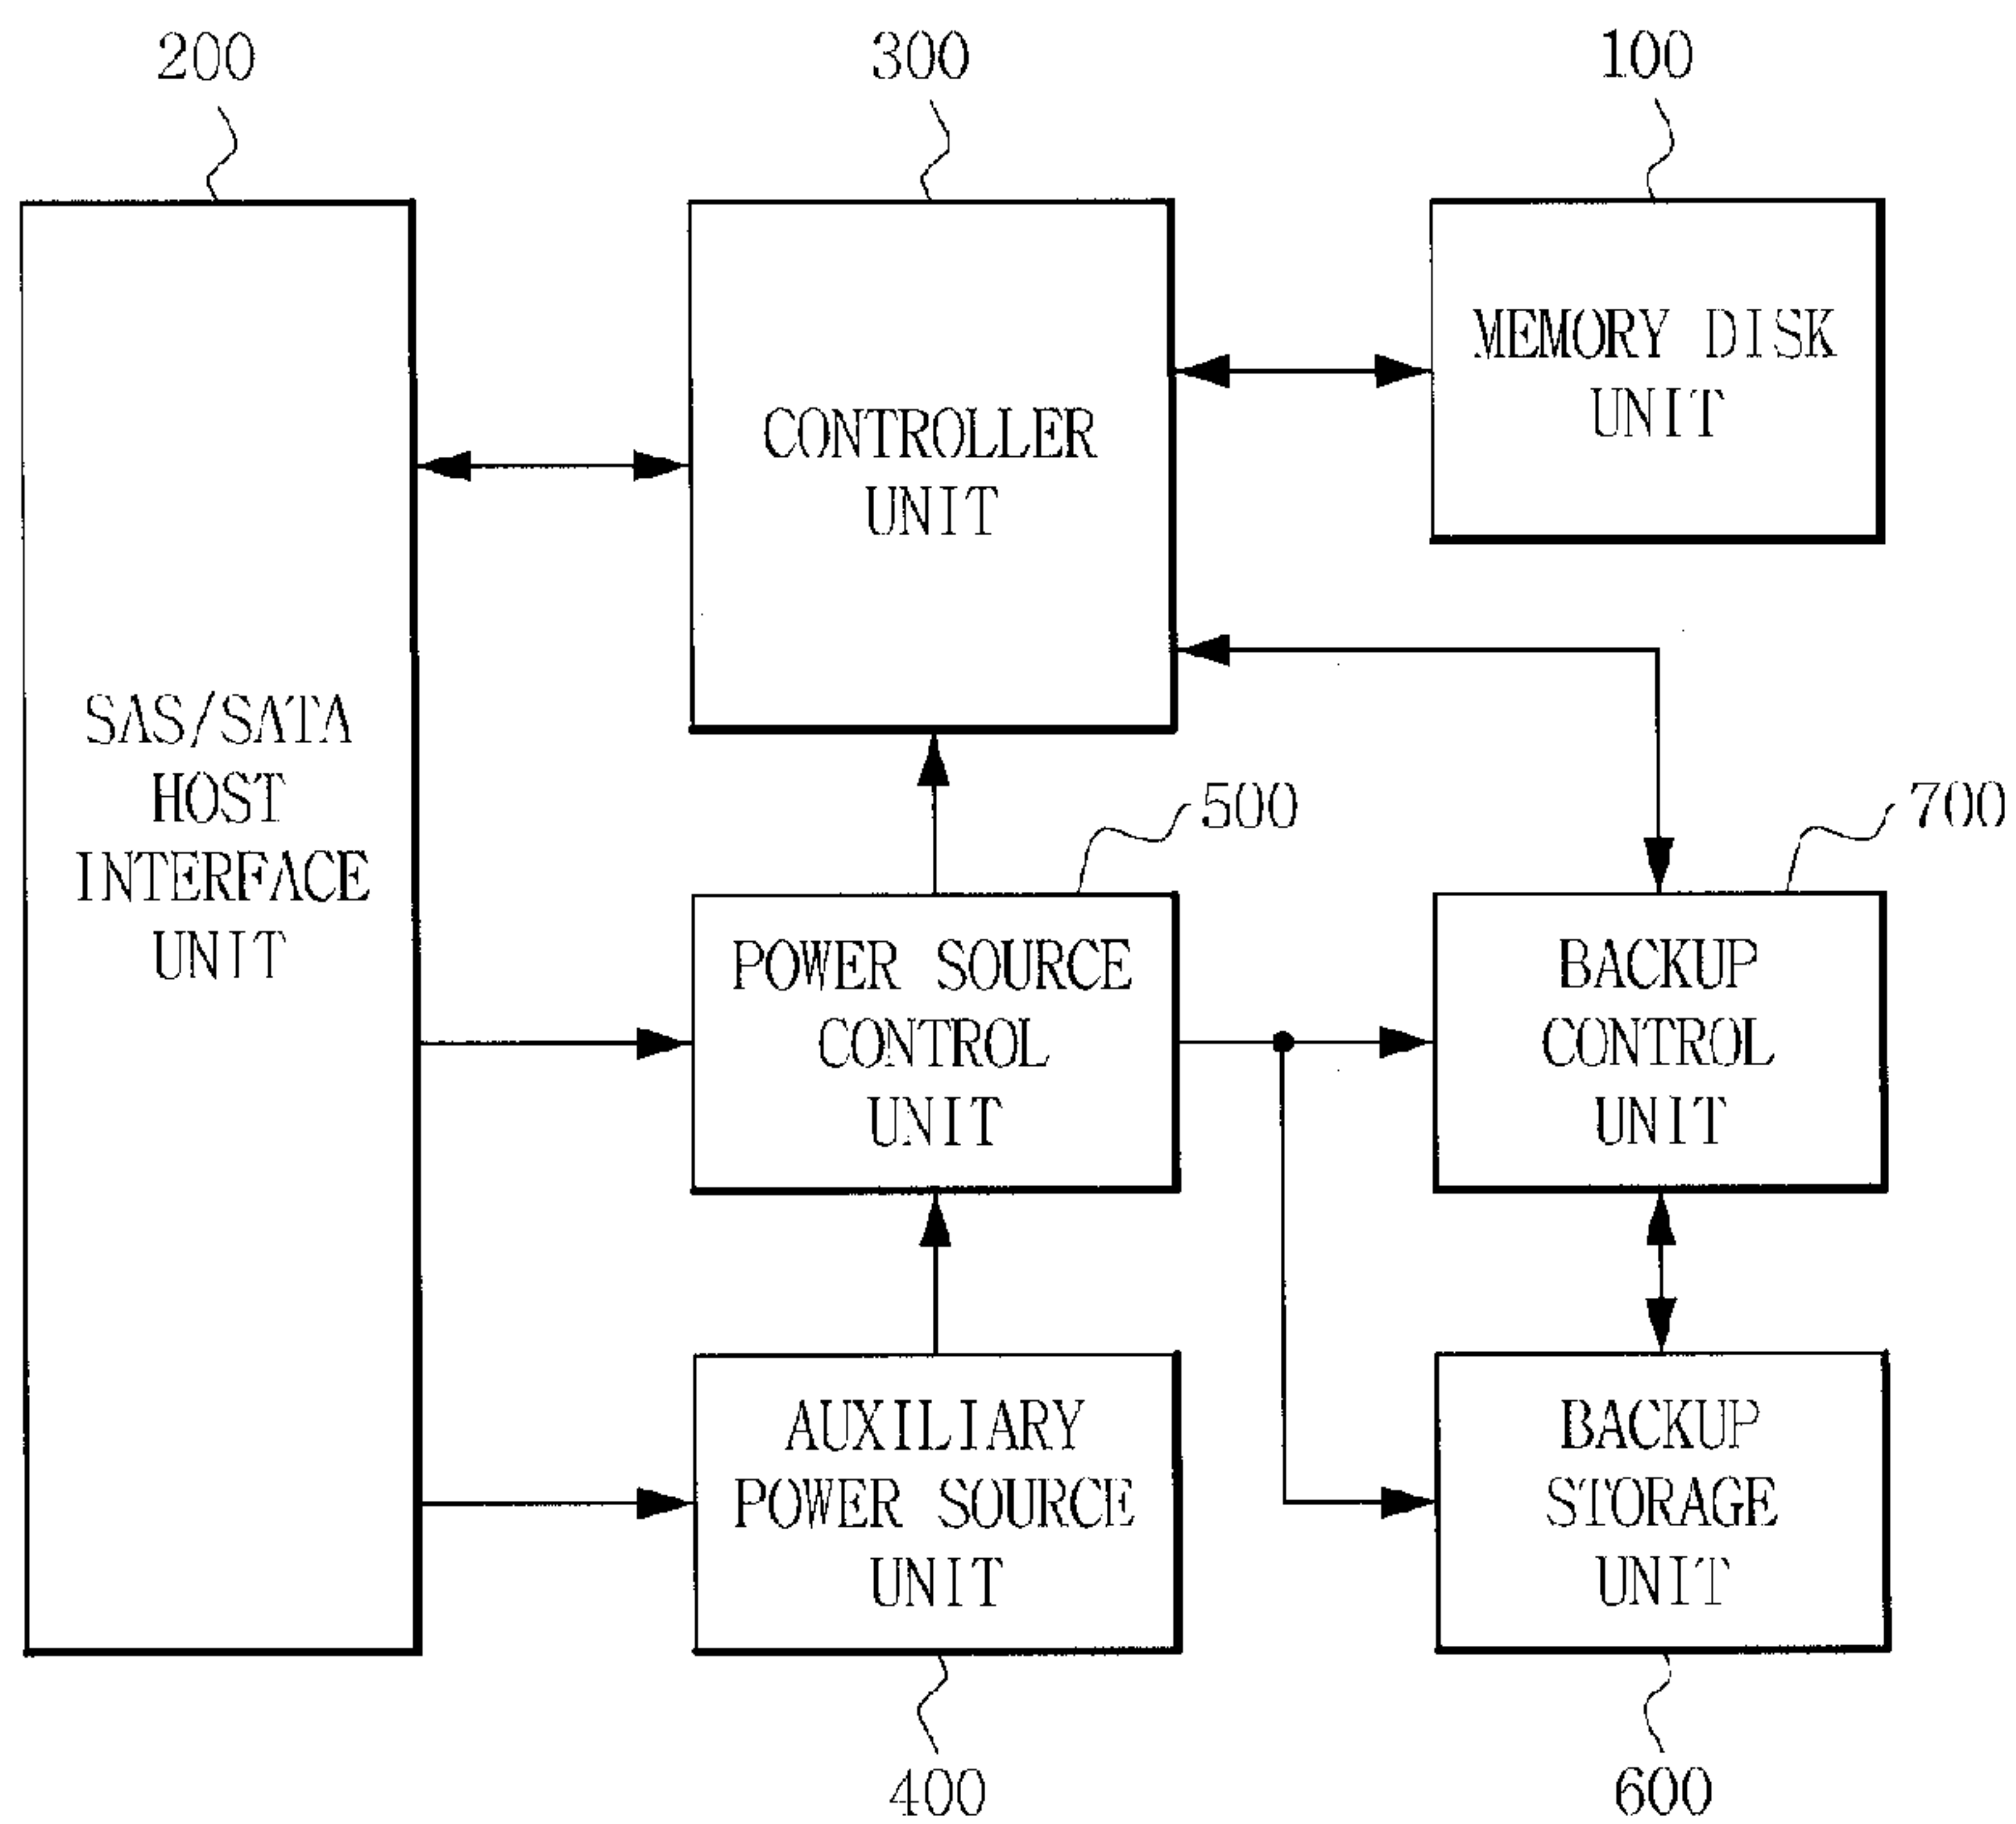 200
300
100
SAS/SATA
HOST
INTERFACE
UNIT
CONTROLLER
UNIT
MEMORY DISK
UNIT
500
700
POWER SOURCE
CONTROL
UNIT
BACKUP
CONTROL
UNIT
AUXILIARY
POWER SOURCE
UNIT
BACKUP
STORAGE
UNIT
400
600